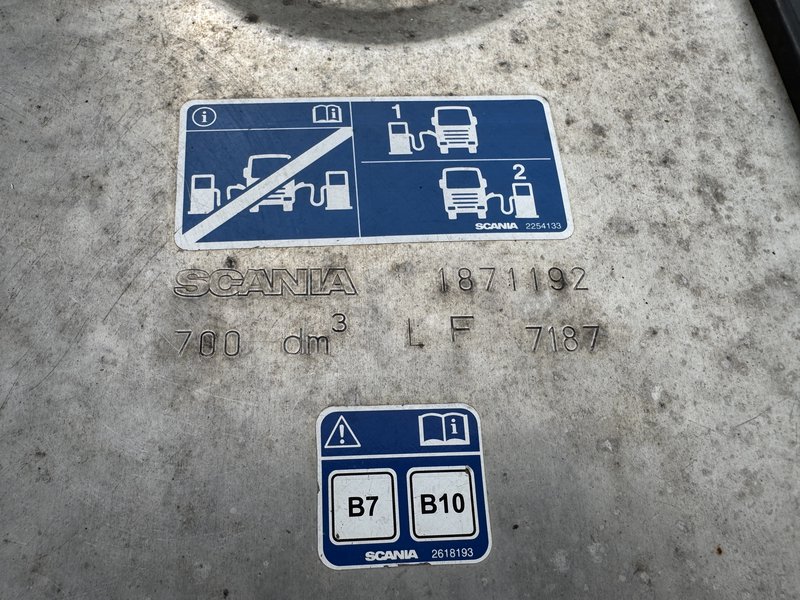 i
i
1
2
SCANIA 2254133
SCANIA 1871192
700 dm³ L F 7187
i
B7 B10
SCANIA 2618193